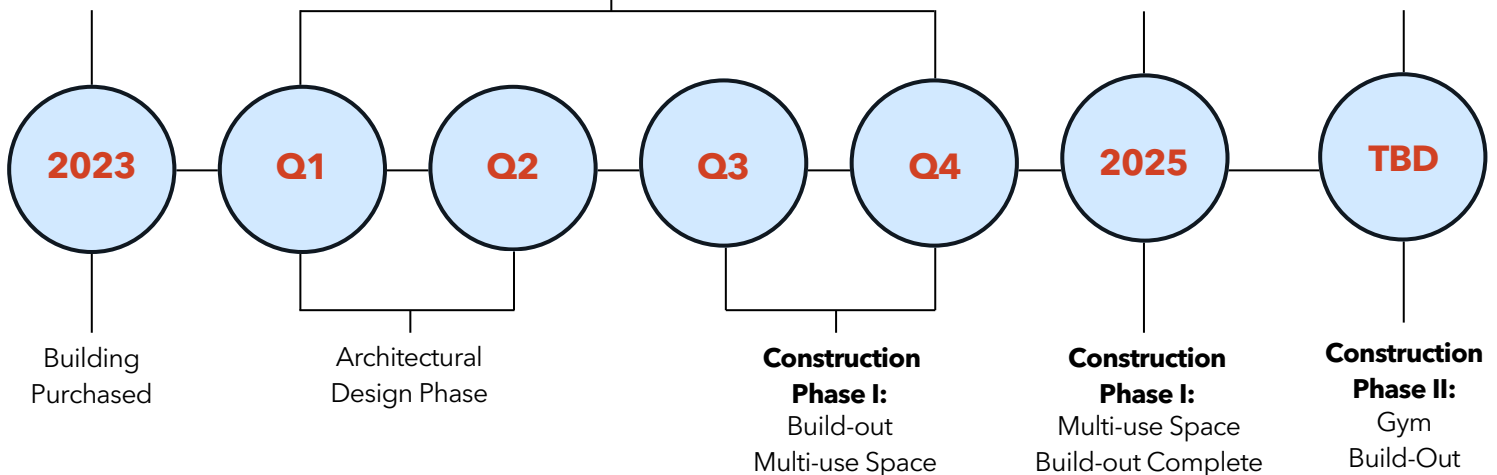 2023
Q1
Q2
Q3
Q4
2025
TBD
Building
Purchased
Architectural
Design Phase
Construction
Phase I:
Build-out
Multi-use Space
Construction
Phase I:
Multi-use Space
Build-out Complete
Construction
Phase II:
Gym
Build-Out